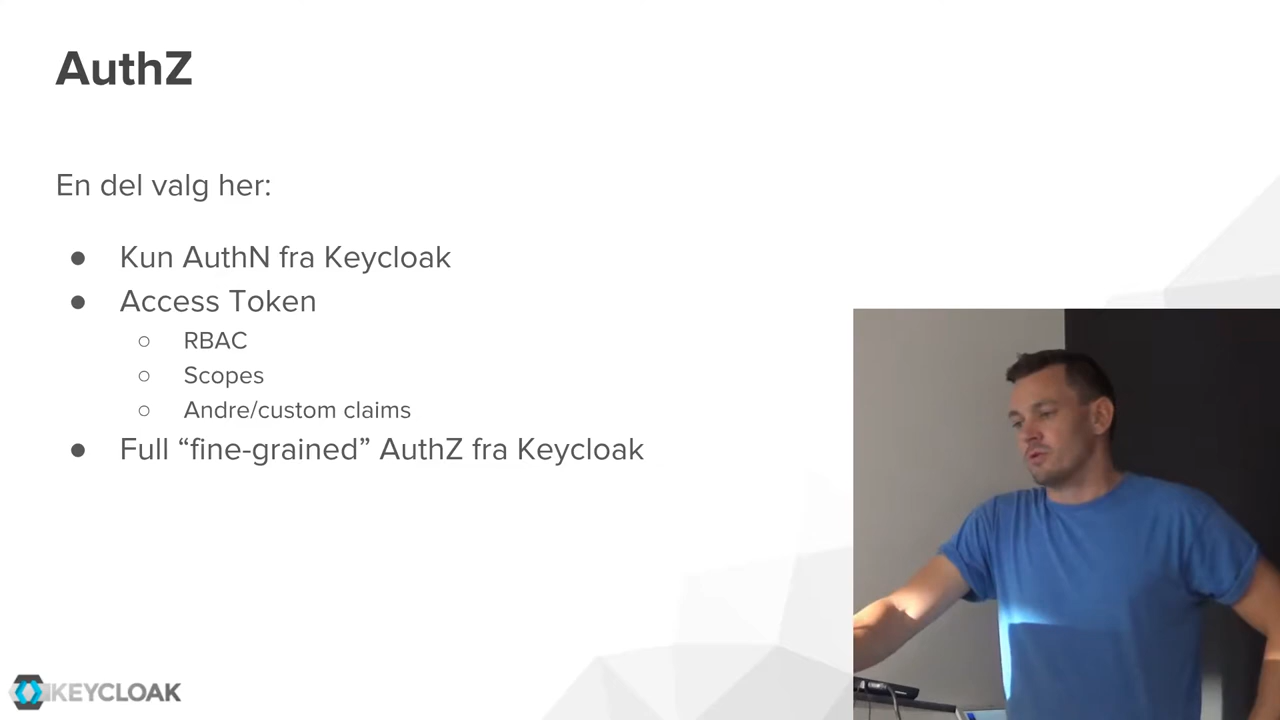 AuthZ
En del valg her:
● Kun AuthN fra Keycloak
● Access Token
○ RBAC
○ Scopes
○ Andre/custom claims
● Full “fine-grained” AuthZ fra Keycloak
KEYCLOAK